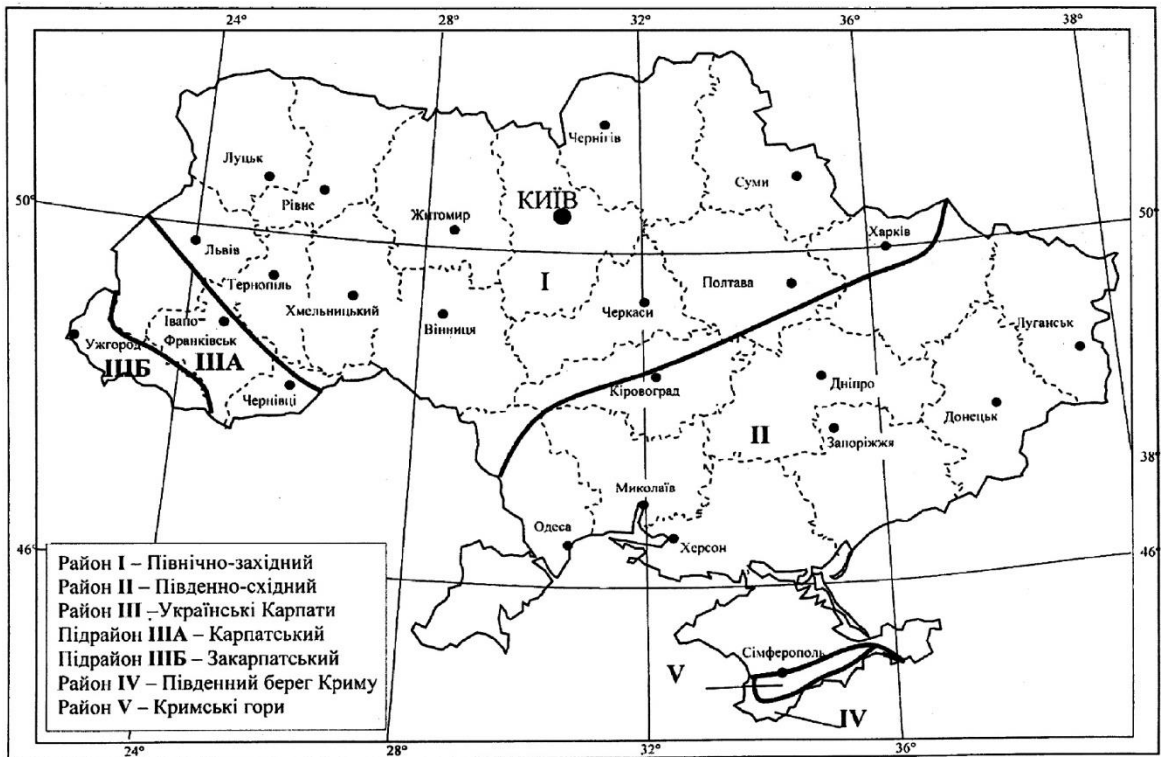 24°
28°
32°
36°
38°
Чернігів
Луцьк
Суми
50°
50°
Рівне
КИЇВ
Житомир
Харків
Львів
Тернопіль
I
Полтава
Хмельницький
Черкаси
Вінниця
Івано-
Франківськ
Луганськ
Ужгород
IIIБ
IIIА
Чернівці
Кіровоград
Дніпро
Донецьк
II
Запоріжжя
38°
Миколаїв
Одеса
Херсон
46°
46°
Район I – Північно-західний
Район II – Південно-східний
Район III –Українські Карпати
Підрайон IIIА – Карпатський
Підрайон IIIБ – Закарпатський
Район IV – Південний берег Криму
Район V – Кримські гори
Сімферополь
V
IV
24°
28°
32°
36°